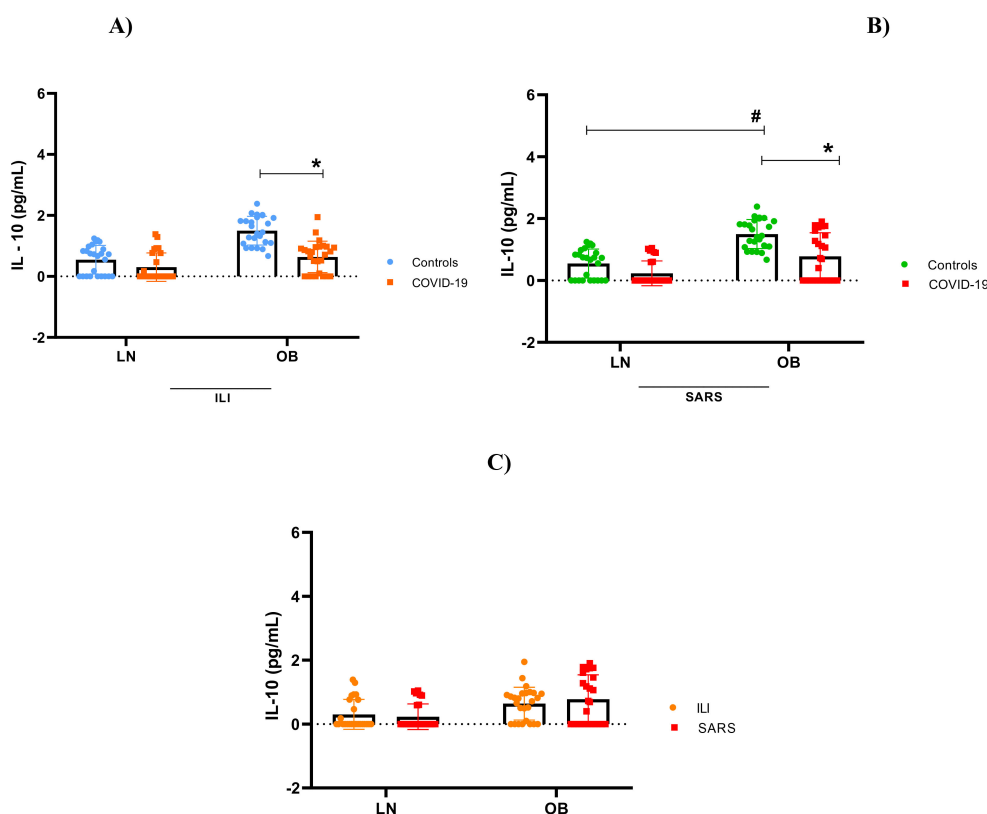 A)
B)
6
4
2
0
-2
IL - 10 (pg/mL)
*
LN
OB
ILI
Controls
COVID-19
6
4
2
0
-2
IL-10 (pg/mL)
#
*
LN
OB
SARS
Controls
COVID-19
C)
6
4
2
0
-2
IL-10 (pg/mL)
LN
OB
ILI
SARS